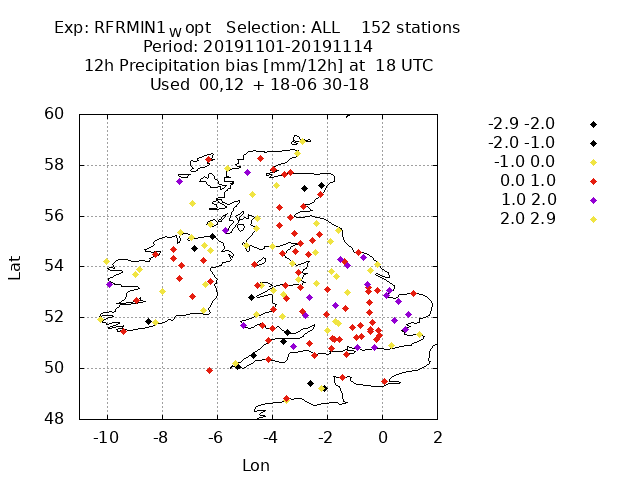 Exp: RFRMIN1 W opt Selection: ALL 152 stations
Period: 20191101-20191114
12h Precipitation bias [mm/12h] at 18 UTC
Used 00,12 + 18-06 30-18
60
58
56
54
52
50
48
-10 -8 -6 -4 -2 0 2
Lat
Lon
-2.9 -2.0
-2.0 -1.0
-1.0 0.0
0.0 1.0
1.0 2.0
2.0 2.9